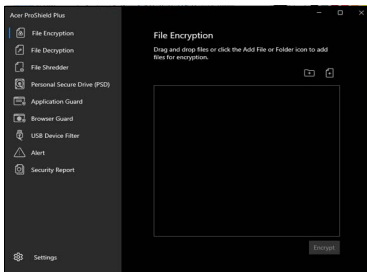 Acer ProShield Plus
File Encryption
File Decryption
File Shredder
Personal Secure Drive (PSD)
Application Guard
Browser Guard
USB Device Filter
Alert
Security Report
Settings
File Encryption
Drag and drop files or click the Add File or Folder icon to add
files for encryption.
Encrypt